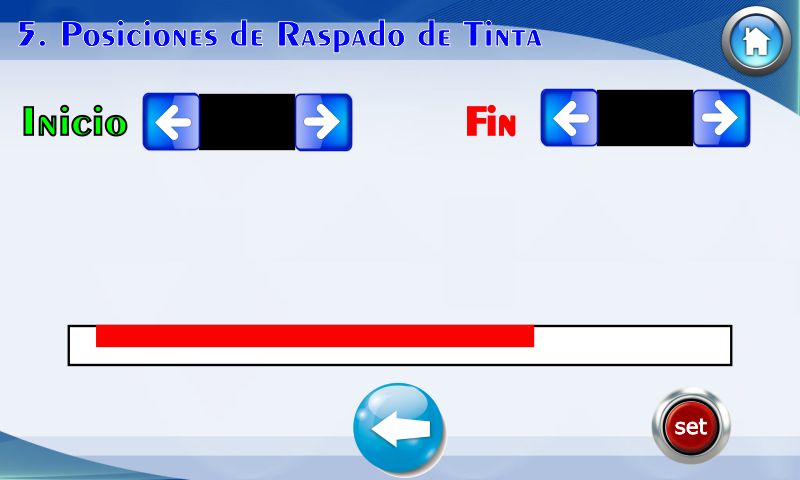 5. Posiciones de Raspado de Tinta
Inicio
Fin
set